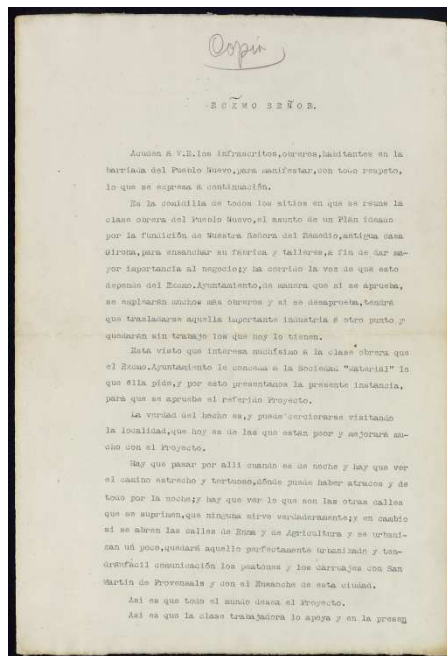 Copia
EXCMO SEÑOR.
Acuden á V.E. los infrascritos,obreros,habitantes en la
barriada del Pueblo Nuevo,para manifestar,con todo respeto,
lo que se expresa á continuación.
Es la comidilla de todos los sitios en que se reune la
clase obrera del Pueblo Nuevo,el asunto de un Plán ideado
por la fundición de Nuestra Señora del Remedio,antigua casa
Girona,para ensanchar su fábrica y talleres,a fin de dar ma-
yor importancia al negocio;y ha corrido la voz de que esto
depende del Excmo.Ayuntamiento,de manera que si se aprueba,
se emplearán muchos más obreros y si se desaprueba,tendrá
que trasladarse aquella importante industria á otro punto,y
quedarán sin trabajo los que hoy lo tienen.
Está visto que interesa muchísimo a la clase obrera que
el Excmo.Ayuntamiento le conceda á la Sociedad "Material" lo
que élla pide,y por esto presentamos la presente instancia,
para que se apruebe el referido Proyecto.
La verdad del hecho es,y puede cerciorarse visitando
la localidad,que hoy es de las que están peor y mejorará mu-
cho con el Proyecto.
Hay que pasar por alli cuando es de noche y hay que ver
el camino estrecho y tortuoso,dónde puede haber atracos y de
todo por la noche;y hay que ver lo que son las otras calles
que se suprimen,que ninguna sirve verdaderamente;y en cambio
si se abren las calles de Enna y de Agricultura y se urbani-
zan un poco,quedará aquello perfectamente urbanizado y ten-
drán fácil comunicación los peatones y los carruajes con San
Martin de Provensals y con el Ensanche de esta ciudad.
Asi es que todo el mundo desea el Proyecto.
Asi es que la clase trabajadora lo apoya y en la presen